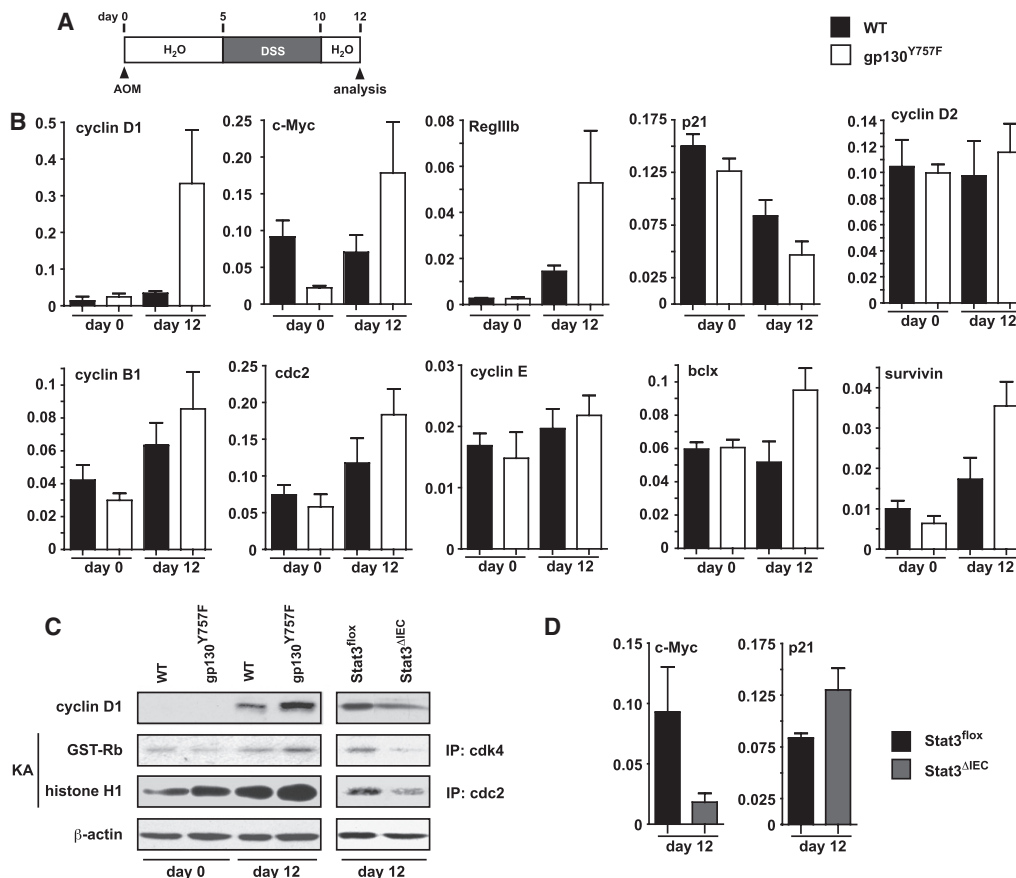 A
day 0 5 10 12
H2O DSS H2O
AOM analysis
WT
gp130Y757F
B
cyclin D1
0.5
0.4
0.3
0.2
0.1
0
day 0 day 12
c-Myc
0.25
0.20
0.15
0.10
0.05
0
day 0 day 12
RegIIIb
0.08
0.06
0.04
0.02
0
day 0 day 12
p21
0.175
0.125
0.075
0.025
0
day 0 day 12
cyclin D2
0.14
0.12
0.10
0.08
0.06
0.04
0.02
0
day 0 day 12
cyclin B1
0.1
0.08
0.06
0.04
0.02
0
day 0 day 12
cdc2
0.25
0.20
0.15
0.10
0.05
0
day 0 day 12
cyclin E
0.03
0.02
0.01
0
day 0 day 12
bclx
0.1
0.08
0.06
0.04
0.02
0
day 0 day 12
survivin
0.04
0.03
0.02
0.01
0
day 0 day 12
C
WT gp130Y757F WT gp130Y757F Stat3flox Stat3ΔIEC
cyclin D1
KA
GST-Rb IP: cdk4
histone H1 IP: cdc2
β-actin
day 0 day 12 day 12
D
c-Myc
0.15
0.10
0.05
0
day 12
p21
0.175
0.125
0.075
0.025
0
day 12
Stat3flox
Stat3ΔIEC